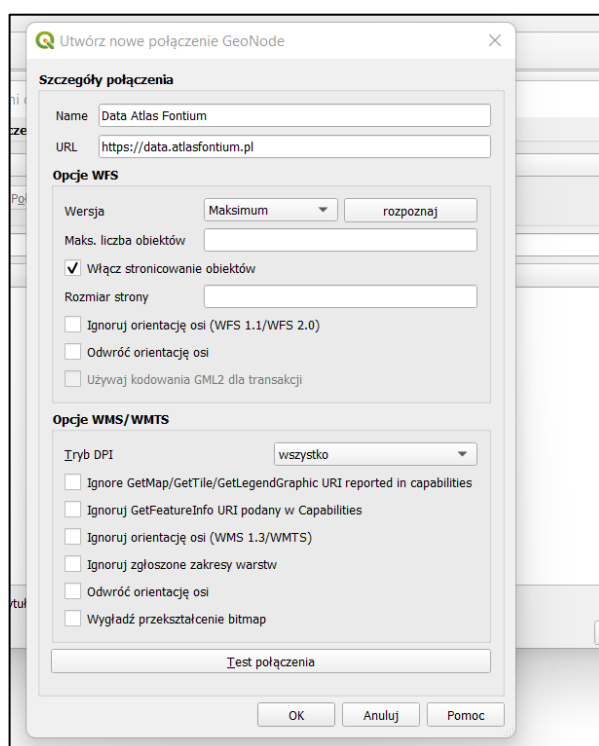 Utwórz nowe połączenie GeoNode
Szczegóły połączenia
Name Data Atlas Fontium
URL https://data.atlasfontium.pl
Opcje WFS
Wersja Maksimum rozpoznaj
Maks. liczba obiektów
Włącz stronicowanie obiektów
Rozmiar strony
Ignoruj orientację osi (WFS 1.1/WFS 2.0)
Odwróć orientację osi
Używaj kodowania GML2 dla transakcji
Opcje WMS/WMTS
Tryb DPI wszystko
Ignore GetMap/GetTile/GetLegendGraphic URI reported in capabilities
Ignoruj GetFeatureInfo URI podany w Capabilities
Ignoruj orientację osi (WMS 1.3/WMTS)
Ignoruj zgłoszone zakresy warstw
Odwróć orientację osi
Wygładź przekształcenie bitmap
Test połączenia
OK Anuluj Pomoc